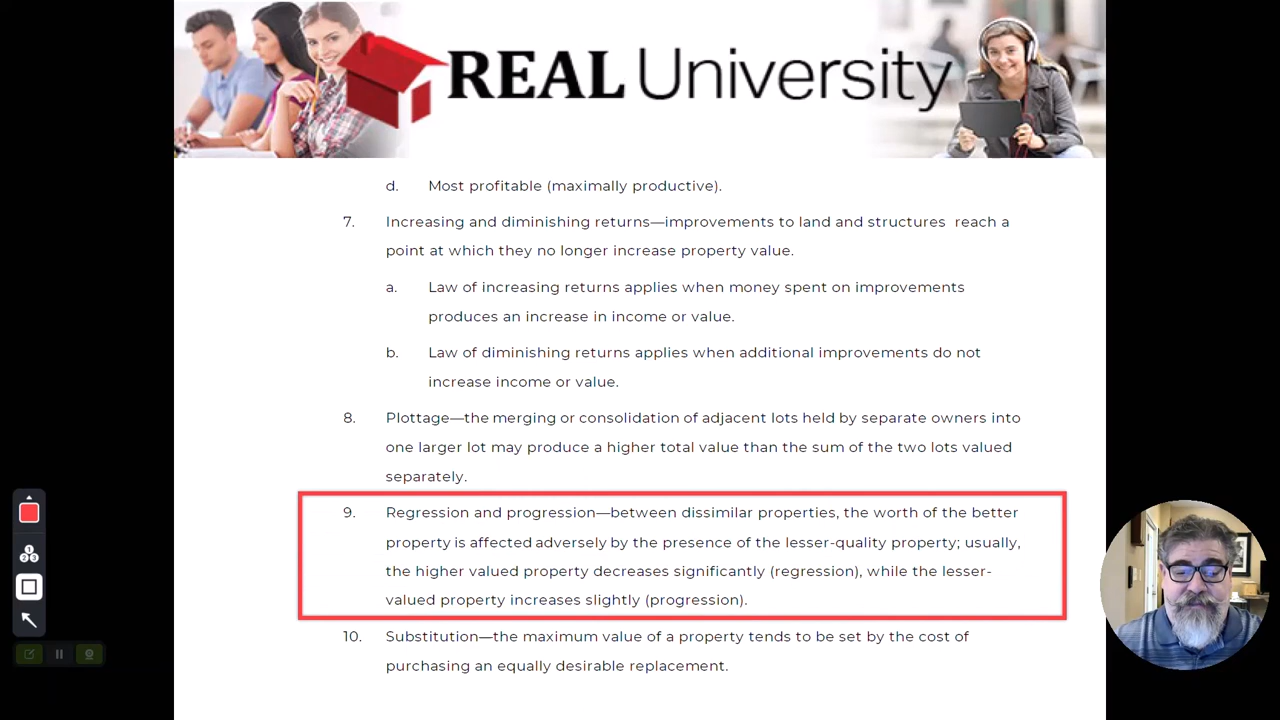 REAL University
d. Most profitable (maximally productive).
7. Increasing and diminishing returns—improvements to land and structures reach a
point at which they no longer increase property value.
a. Law of increasing returns applies when money spent on improvements
produces an increase in income or value.
b. Law of diminishing returns applies when additional improvements do not
increase income or value.
8. Plottage—the merging or consolidation of adjacent lots held by separate owners into
one larger lot may produce a higher total value than the sum of the two lots valued
separately.
9. Regression and progression—between dissimilar properties, the worth of the better
property is affected adversely by the presence of the lesser-quality property; usually,
the higher valued property decreases significantly (regression), while the lesser-
valued property increases slightly (progression).
10. Substitution—the maximum value of a property tends to be set by the cost of
purchasing an equally desirable replacement.